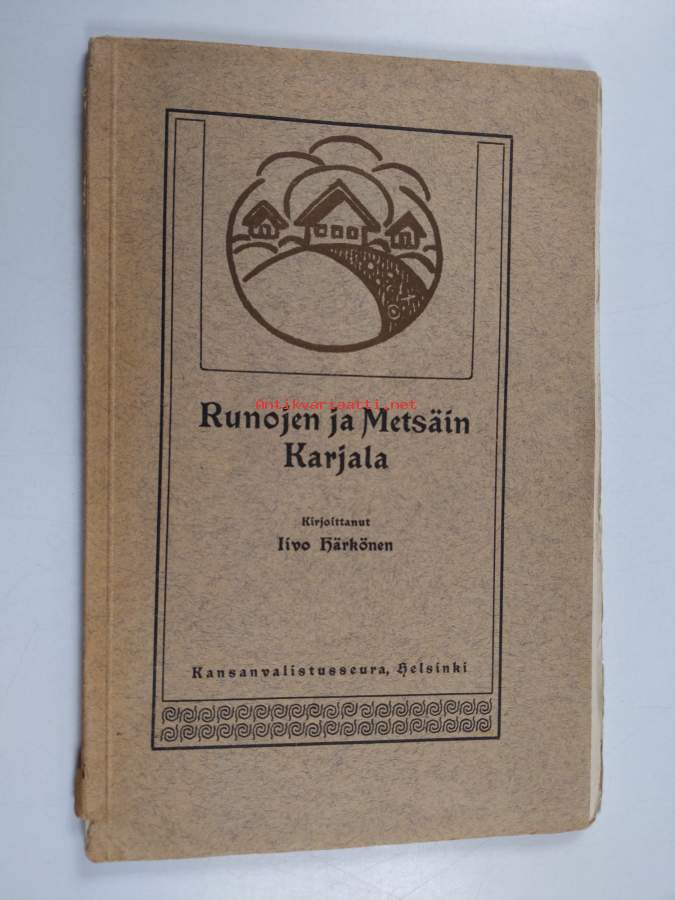 Antikvariaatti.net
Runojen ja Metsäin
Karjala
Kirjoittanut
Iivo Härkönen
Kansanvalistusseura, Helsinki